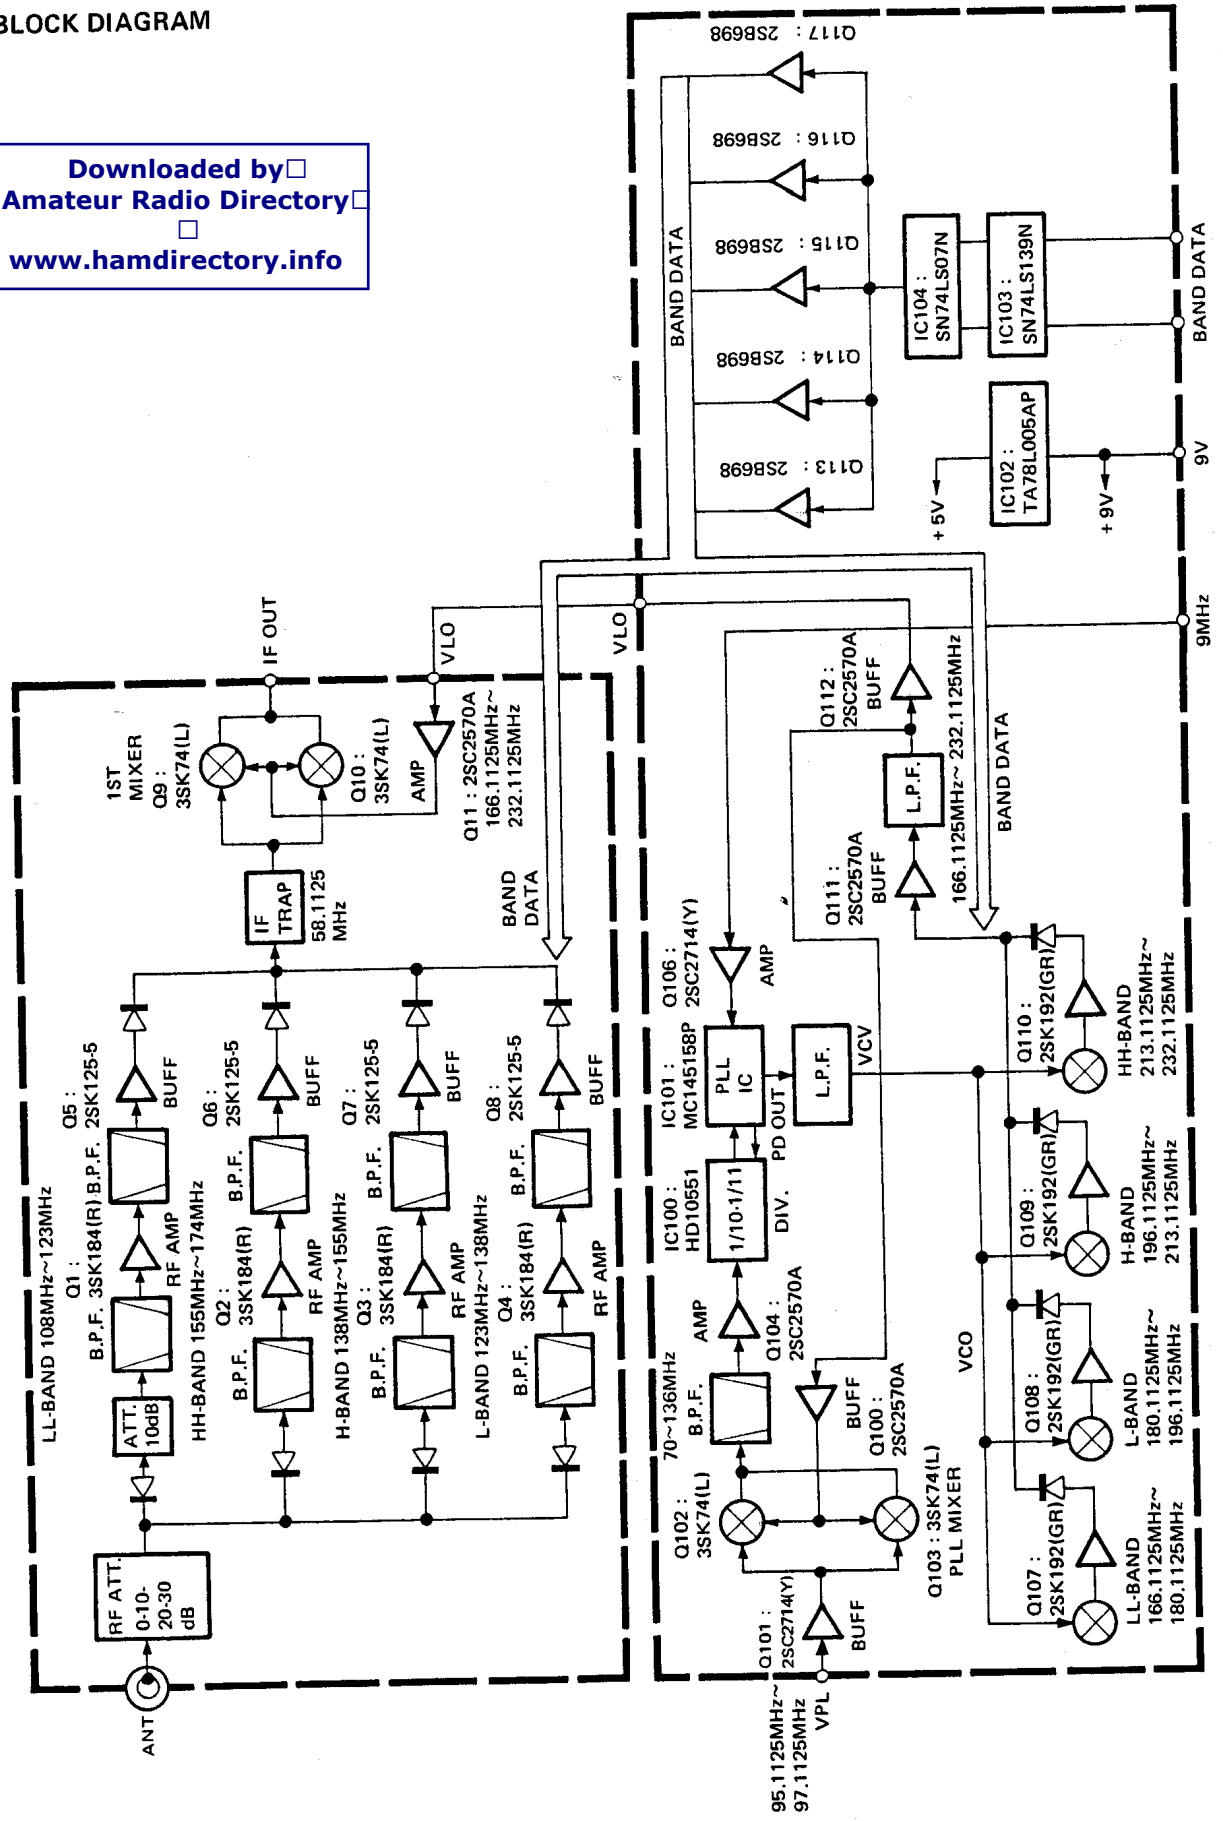 BLOCK DIAGRAM
Downloaded by□
Amateur Radio Directory□
□
www.hamdirectory.info
ANT
RF ATT.
0-10-
20-30
dB
LL-BAND 108MHz~123MHz
ATT.
10dB
B.P.F.
Q1 :
3SK184(R)
RF AMP
B.P.F.
Q5 :
2SK125-5
BUFF
HH-BAND 155MHz~174MHz
B.P.F.
Q2 :
3SK184(R)
RF AMP
B.P.F.
Q6 :
2SK125-5
BUFF
H-BAND 138MHz~155MHz
B.P.F.
Q3 :
3SK184(R)
RF AMP
B.P.F.
Q7 :
2SK125-5
BUFF
L-BAND 123MHz~138MHz
B.P.F.
Q4 :
3SK184(R)
RF AMP
B.P.F.
Q8 :
2SK125-5
BUFF
IF
TRAP
58.1125
MHz
1ST
MIXER
Q9 :
3SK74(L)
Q10 :
3SK74(L)
IF OUT
AMP
Q11 : 2SC2570A
166.1125MHz~
232.1125MHz
VLO
BAND
DATA
VLO
95.1125MHz~
97.1125MHz
VPL
Q101 :
2SC2714(Y)
BUFF
Q102 :
3SK74(L)
Q103 : 3SK74(L)
PLL MIXER
70~136MHz
B.P.F.
BUFF
Q100 :
2SC2570A
AMP
Q104 :
2SC2570A
IC100 :
HD10551
1/10·1/11
DIV.
IC101 :
MC145158P
PLL
IC
PD OUT
L.P.F.
VCV
Q106 :
2SC2714(Y)
AMP
Q111 :
2SC2570A
BUFF
L.P.F.
166.1125MHz~ 232.1125MHz
Q112 :
2SC2570A
BUFF
BAND DATA
VCO
Q107 :
2SK192(GR)
LL-BAND
166.1125MHz~
180.1125MHz
Q108 :
2SK192(GR)
L-BAND
180.1125MHz~
196.1125MHz
Q109 :
2SK192(GR)
H-BAND
196.1125MHz~
213.1125MHz
Q110 :
2SK192(GR)
HH-BAND
213.1125MHz~
232.1125MHz
9MHz
BAND DATA
Q113 : 2SB698
Q114 : 2SB698
Q115 : 2SB698
Q116 : 2SB698
Q117 : 2SB698
+5V
IC102 :
TA78L005AP
+9V
9V
IC104 :
SN74LS07N
IC103 :
SN74LS139N
BAND DATA